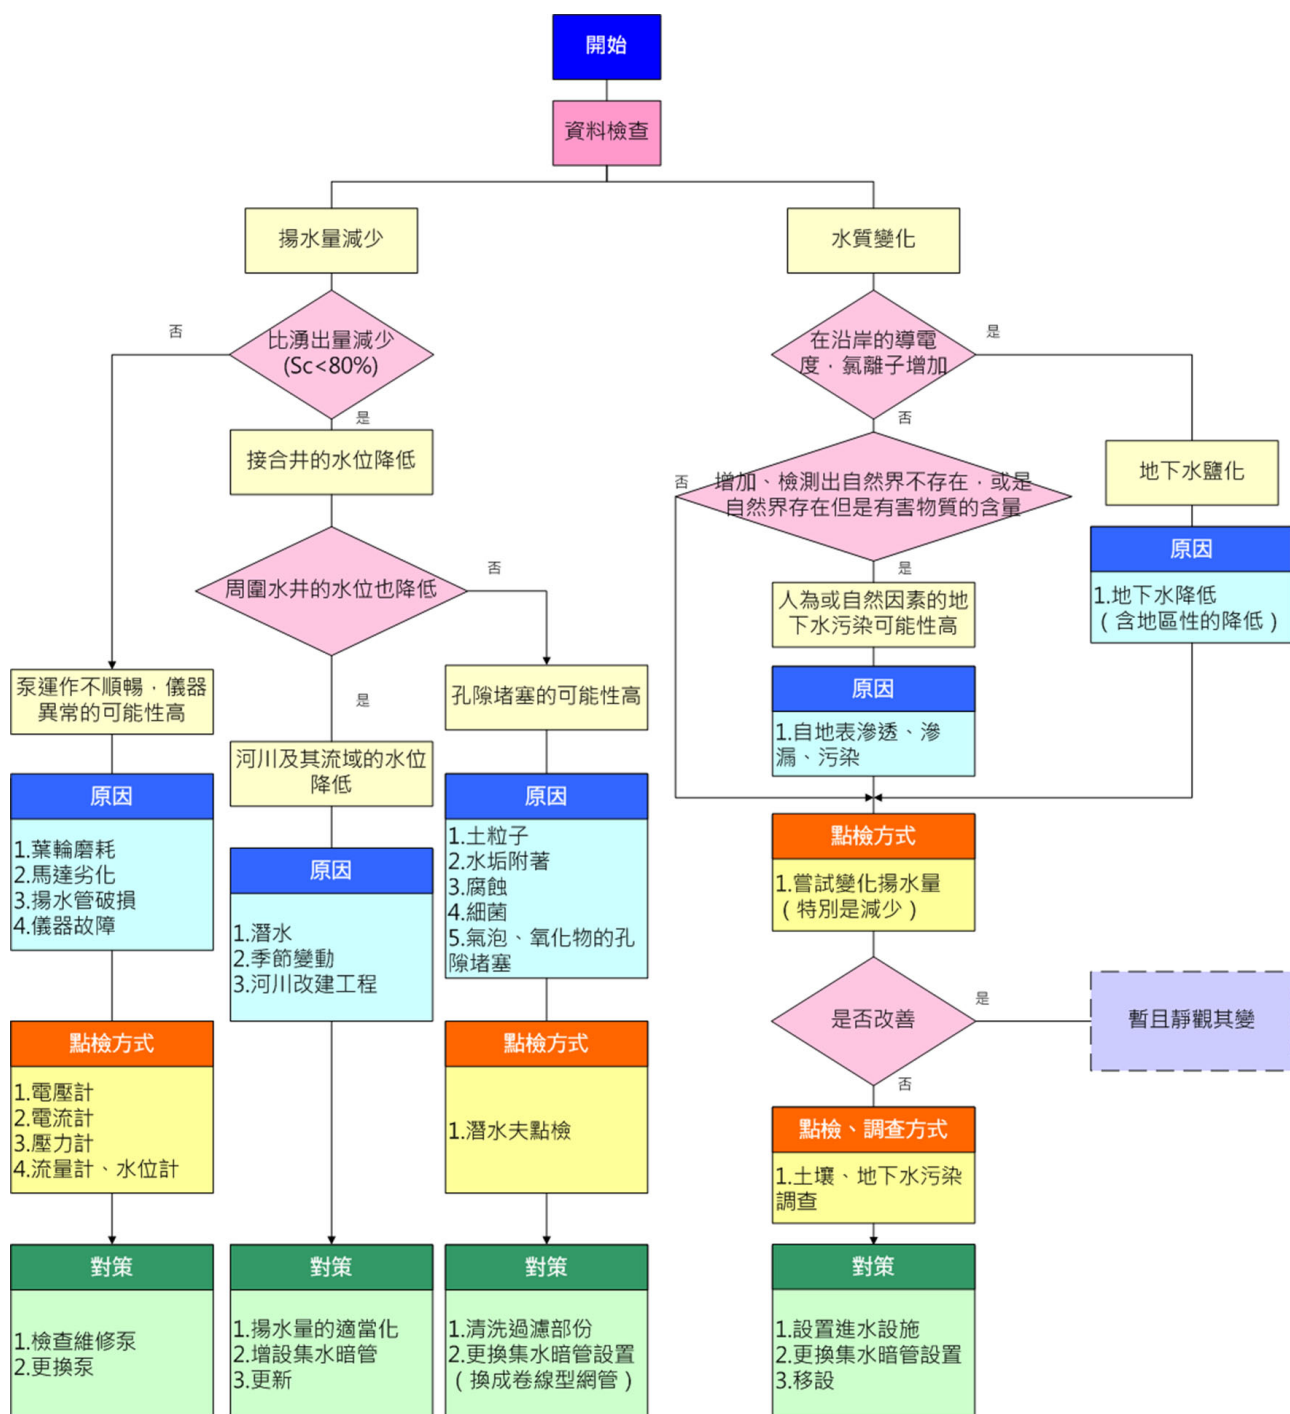 開始
資料檢查
揚水量減少
水質變化
否
比湧出量減少
(Sc<80%)
是
在沿岸的導電
度，氯離子增加
是
否
接合井的水位降低
否
增加、檢測出自然界不存在，或是
自然界存在但是有害物質的含量
地下水鹽化
原因
1.地下水降低
（含地區性的降低）
周圍水井的水位也降低
否
是
人為或自然因素的地
下水污染可能性高
原因
1.自地表滲透、滲
漏、污染
泵運作不順暢，儀器
異常的可能性高
是
孔隙堵塞的可能性高
河川及其流域的水位
降低
原因
1.葉輪磨耗
2.馬達劣化
3.揚水管破損
4.儀器故障
原因
1.潛水
2.季節變動
3.河川改建工程
原因
1.土粒子
2.水垢附著
3.腐蝕
4.細菌
5.氣泡、氧化物的孔
隙堵塞
點檢方式
1.嘗試變化揚水量
（特別是減少）
是否改善
是
暫且靜觀其變
否
點檢方式
1.電壓計
2.電流計
3.壓力計
4.流量計、水位計
點檢方式
1.潛水夫點檢
點檢、調查方式
1.土壤、地下水污染
調查
對策
1.檢查維修泵
2.更換泵
對策
1.揚水量的適當化
2.增設集水暗管
3.更新
對策
1.清洗過濾部份
2.更換集水暗管設置
（換成卷線型網管）
對策
1.設置進水設施
2.更換集水暗管設置
3.移設